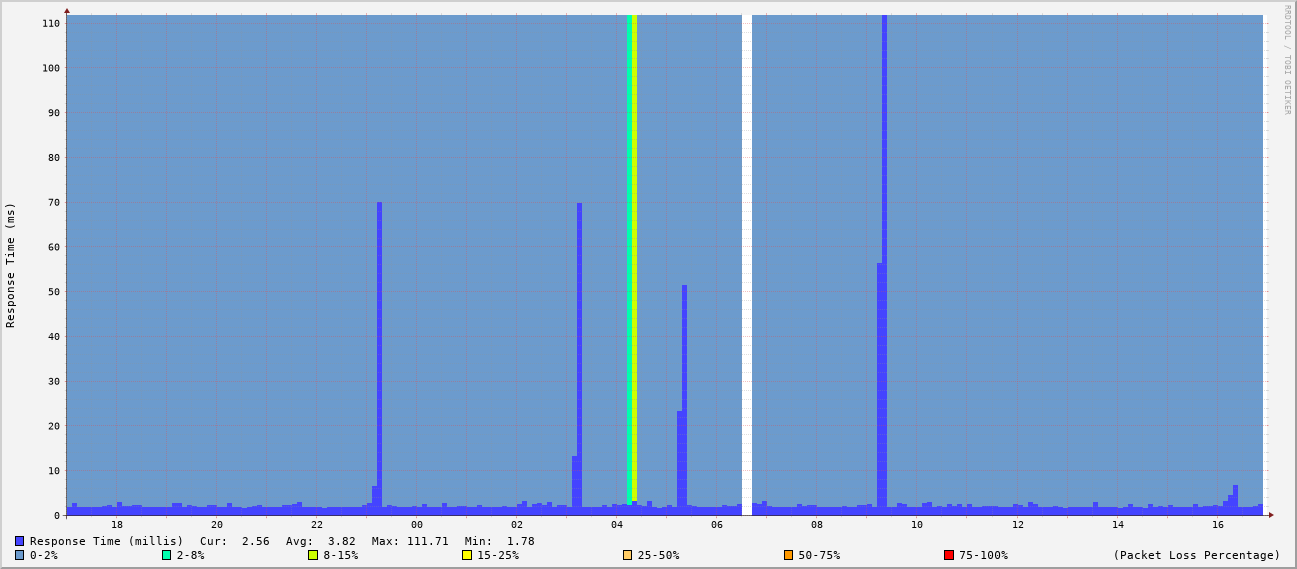 RRDTOOL / TOBI OETIKER
Response Time (ms)
110
100
90
80
70
60
50
40
30
20
10
0
18 20 22 00 02 04 06 08 10 12 14 16
Response Time (millis) Cur: 2.56 Avg: 3.82 Max: 111.71 Min: 1.78
0-2% 2-8% 8-15% 15-25% 25-50% 50-75% 75-100% (Packet Loss Percentage)